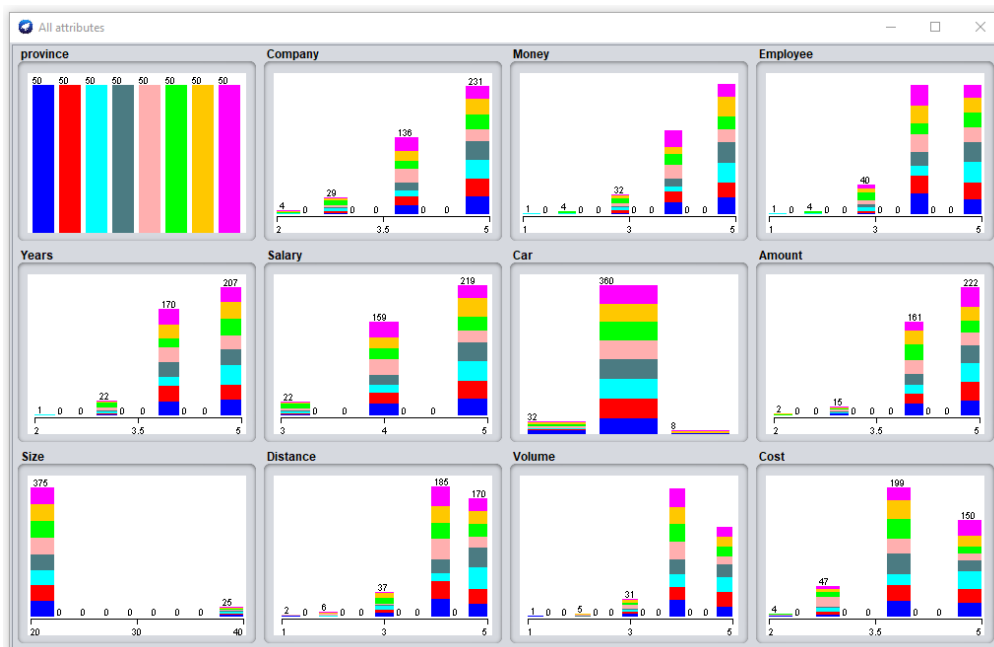 All attributes
province Company Money Employee
50 50 50 50 50 50 50 50
4 0 29 0 0 136 0 0 231
2 3.5 5
1 0 4 0 32 0 0 0
1 3 5
1 0 4 0 40 0 0
1 3 5
Years Salary Car Amount
1 0 0 22 0 0 170 0 0 207
2 3.5 5
22 0 0 159 0 0 219
3 4 5
32 360 8
2 0 0 15 0 0 161 0 0 222
2 3.5 5
Size Distance Volume Cost
375 0 0 0 0 0 0 0 25
20 30 40
2 0 6 0 0 37 0 0 185 0 170
1 3 5
1 0 0 5 0 31 0 0 0
1 3 5
4 0 47 0 0 199 0 0 150
2 3.5 5